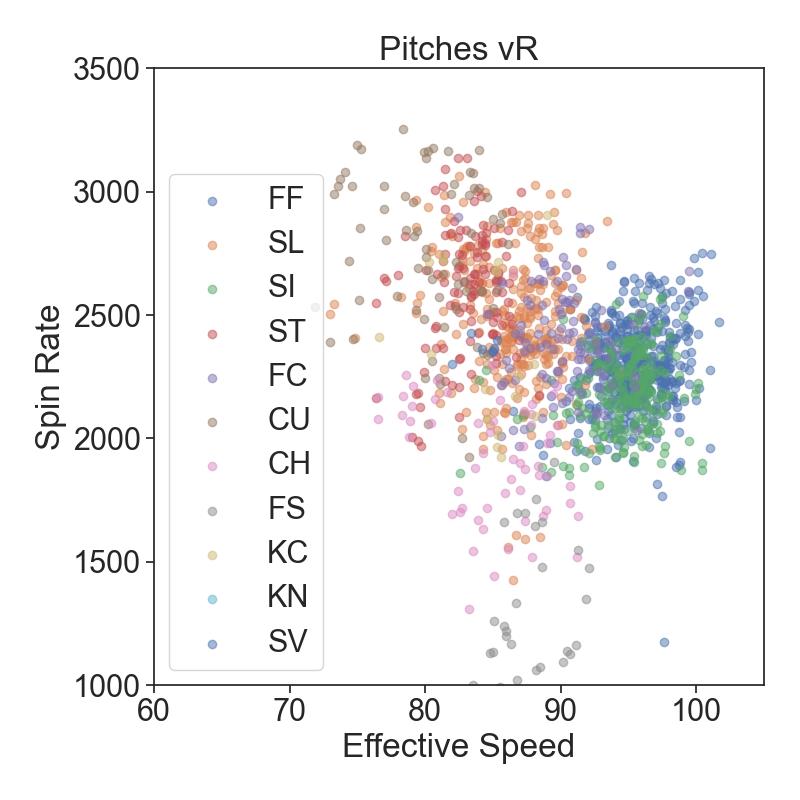 Pitches vR
3500
3000
2500
2000
1500
1000
Spin Rate
FF
SL
SI
ST
FC
CU
CH
FS
KC
KN
SV
60 70 80 90 100
Effective Speed